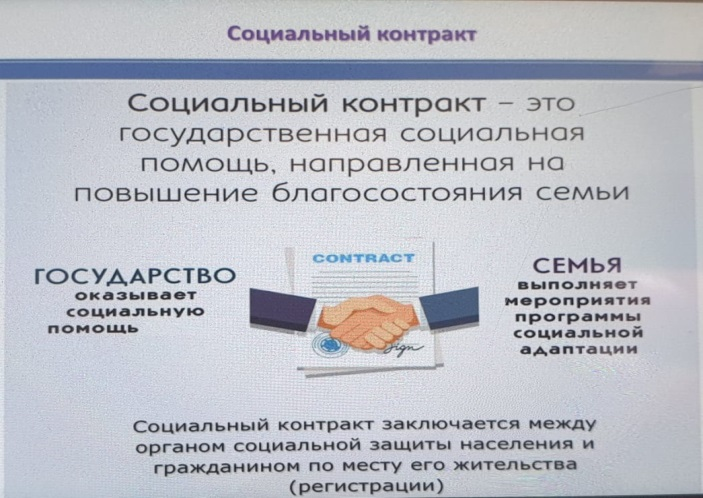 Социальный контракт
Социальный контракт – это
государственная социальная
помощь, направленная на
повышение благосостояния семьи
ГОСУДАРСТВО
оказывает
социальную
помощь
CONTRACT
sign
СЕМЬЯ
выполняет
мероприятия
программы
социальной
адаптации
Социальный контракт заключается между
органом социальной защиты населения и
гражданином по месту его жительства
(регистрации)